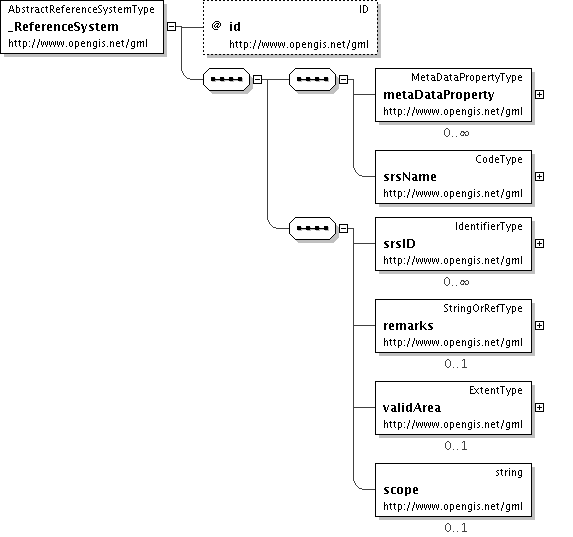 AbstractReferenceSystemType
_ReferenceSystem
http://www.opengis.net/gml
ID
@ id
http://www.opengis.net/gml
MetaDataPropertyType
metaDataProperty
http://www.opengis.net/gml
0..∞
CodeType
srsName
http://www.opengis.net/gml
IdentifierType
srsID
http://www.opengis.net/gml
0..∞
StringOrRefType
remarks
http://www.opengis.net/gml
0..1
ExtentType
validArea
http://www.opengis.net/gml
0..1
string
scope
http://www.opengis.net/gml
0..1